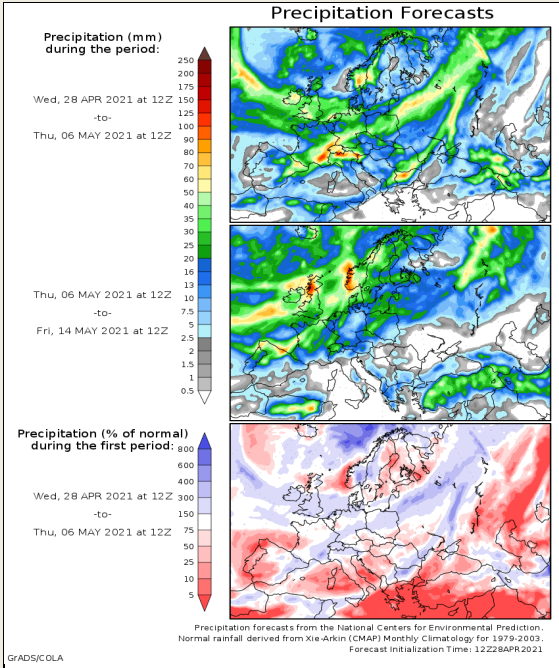 Precipitation Forecasts
Precipitation (mm)
during the period:
Wed, 28 APR 2021 at 12Z
-to-
Thu, 06 MAY 2021 at 12Z
250
200
175
150
125
100
90
80
70
60
50
40
35
30
25
20
16
13
10
7.5
5
2.5
2
1.5
1
0.5
Thu, 06 MAY 2021 at 12Z
-to-
Fri, 14 MAY 2021 at 12Z
Precipitation (% of normal)
during the first period:
Wed, 28 APR 2021 at 12Z
-to-
Thu, 06 MAY 2021 at 12Z
800
600
400
300
150
75
50
25
10
5
Precipitation forecasts from the National Centers for Environmental Prediction.
Normal rainfall derived from Xie-Arkin (CMAP) Monthly Climatology for 1979-2003.
Forecast Initialization Time: 12Z28APR2021
GrADS/COLA